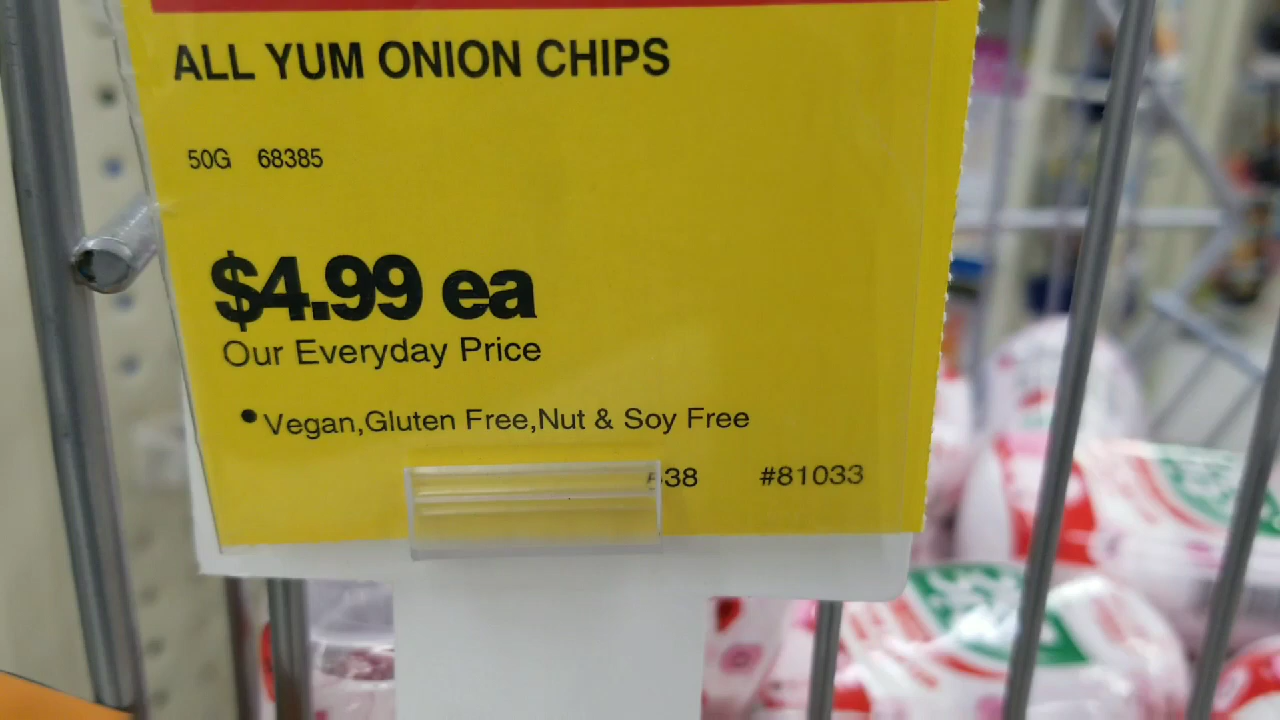 ALL YUM ONION CHIPS
50G 68385
$4.99 ea
Our Everyday Price
•Vegan,Gluten Free,Nut & Soy Free
#81033